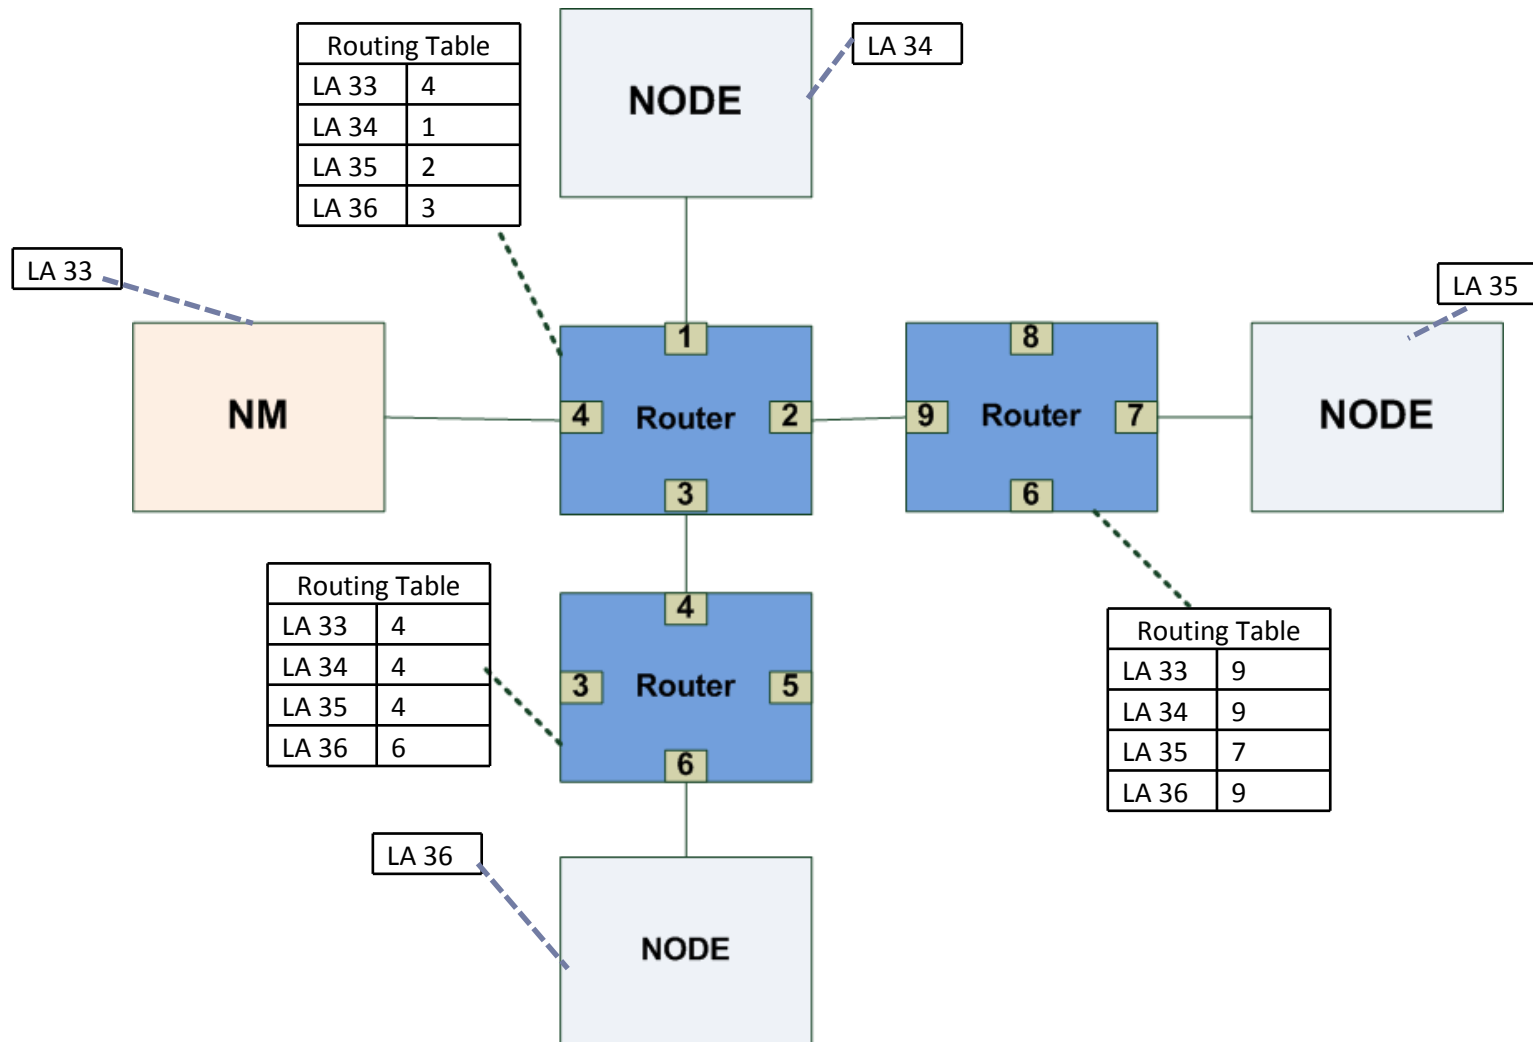 Routing Table
LA 33 4
LA 34 1
LA 35 2
LA 36 3
NODE
LA 34
LA 33
LA 35
NM
1
4 Router 2
3
8
9 Router 7
6
NODE
Routing Table
LA 33 4
LA 34 4
LA 35 4
LA 36 6
4
3 Router 5
6
Routing Table
LA 33 9
LA 34 9
LA 35 7
LA 36 9
LA 36
NODE